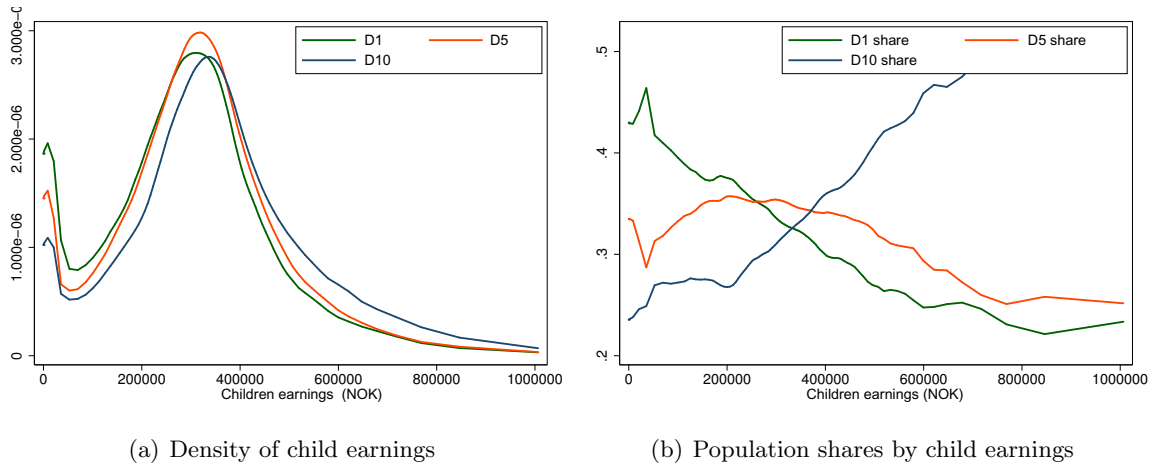 D1 D5
D10
3.000e-0
2.000e-06
1.000e-06
0
0 200000 400000 600000 800000 1000000
Children earnings (NOK)
(a) Density of child earnings
D1 share D5 share
D10 share
.5
.4
.3
.2
0 200000 400000 600000 800000 1000000
Children earnings (NOK)
(b) Population shares by child earnings